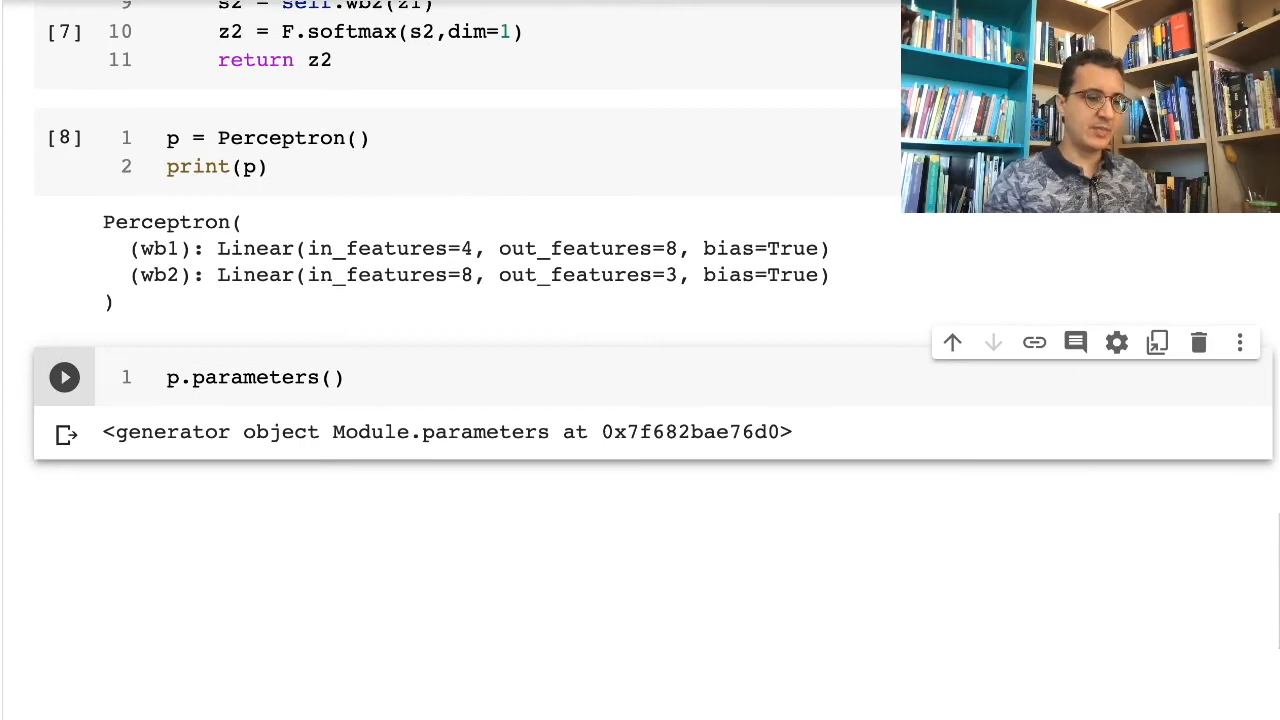 9 s2 = self.wb2(z1)
[7] 10 z2 = F.softmax(s2,dim=1)
11 return z2
[8] 1 p = Perceptron()
2 print(p)
Perceptron(
(wb1): Linear(in_features=4, out_features=8, bias=True)
(wb2): Linear(in_features=8, out_features=3, bias=True)
)
1 p.parameters()
<generator object Module.parameters at 0x7f682bae76d0>